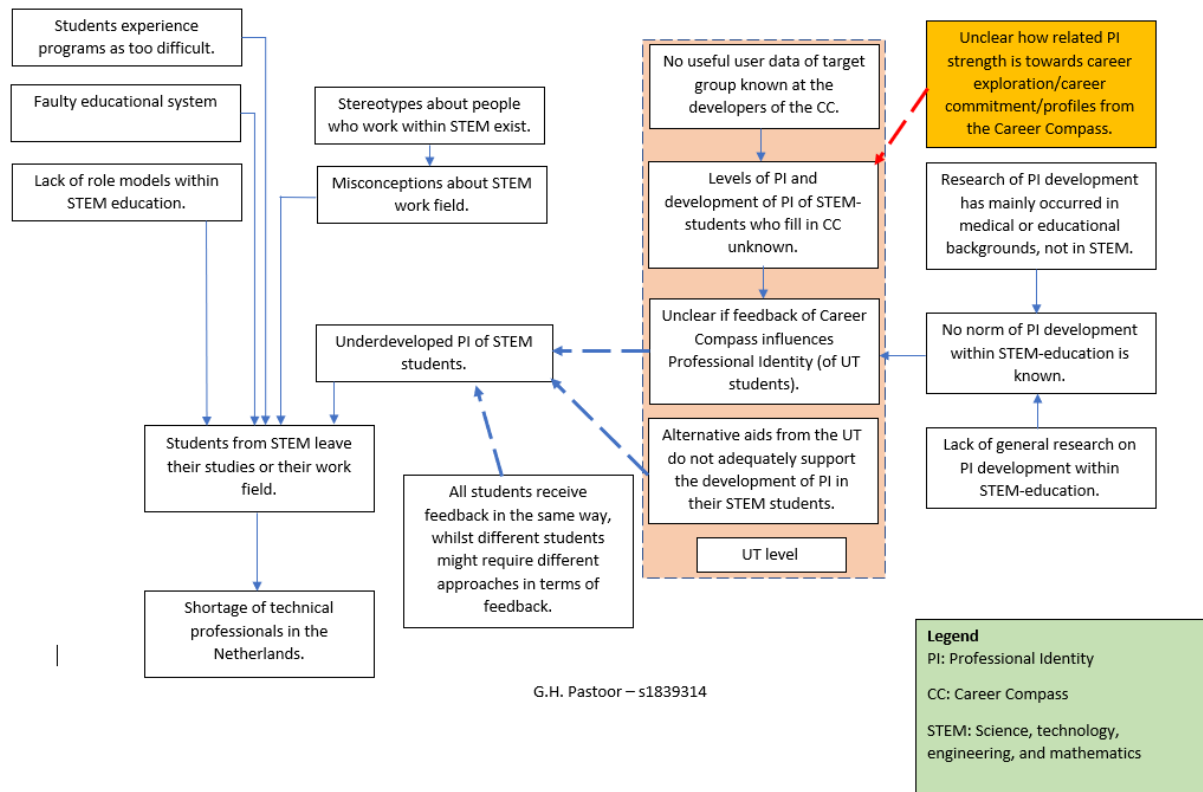 Students experience
programs as too difficult.
Faulty educational system
Lack of role models within
STEM education.
Stereotypes about people
who work within STEM exist.
Misconceptions about STEM
work field.
No useful user data of target
group known at the
developers of the CC.
Unclear how related PI
strength is towards career
exploration/career
commitment/profiles from
the Career Compass.
Levels of PI and
development of PI of STEM-
students who fill in CC
unknown.
Research of PI development
has mainly occurred in
medical or educational
backgrounds, not in STEM.
Underdeveloped PI of STEM
students.
Unclear if feedback of Career
Compass influences
Professional Identity (of UT
students).
No norm of PI development
within STEM-education is
known.
Students from STEM leave
their studies or their work
field.
All students receive
feedback in the same way,
whilst different students
might require different
approaches in terms of
feedback.
Alternative aids from the UT
do not adequately support
the development of PI in
their STEM students.
UT level
Lack of general research on
PI development within
STEM-education.
Shortage of technical
professionals in the
Netherlands.
G.H. Pastoor – s1839314
Legend
PI: Professional Identity
CC: Career Compass
STEM: Science, technology,
engineering, and mathematics